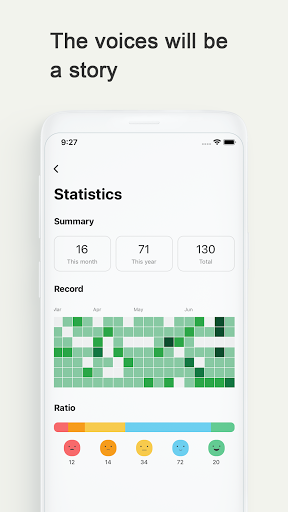 The voices will be
a story
9:27
Statistics
Summary
16 71 130
This month This year Total
Record
Mar Apr May Jun
Ratio
12 14 34 72 20